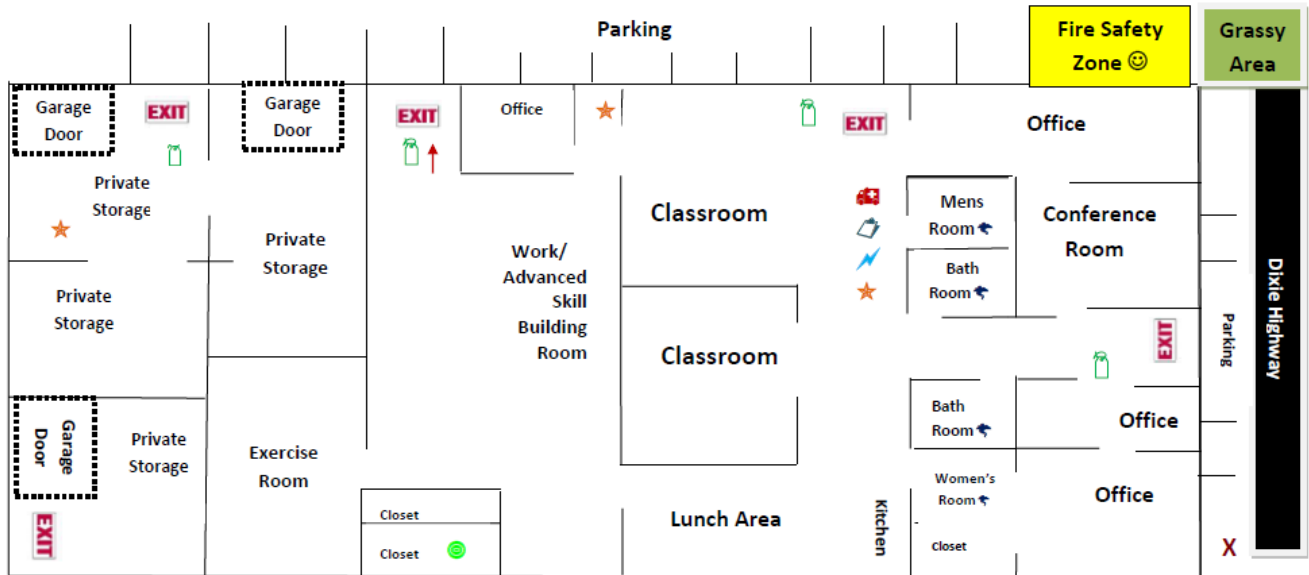 Parking
Fire Safety
Zone ☺
Grassy
Area
Garage
Door
EXIT
Garage
Door
EXIT
Office
EXIT
Office
Private
Storage
Private
Storage
Work/
Advanced
Skill
Building
Room
Classroom
Mens
Room
Bath
Room
Conference
Room
Private
Storage
Classroom
EXIT
Parking
Dixie Highway
Garage
Door
Private
Storage
Exercise
Room
Bath
Room
Office
Women's
Room
Office
Closet
Closet
Lunch Area
Kitchen
Closet
EXIT
X